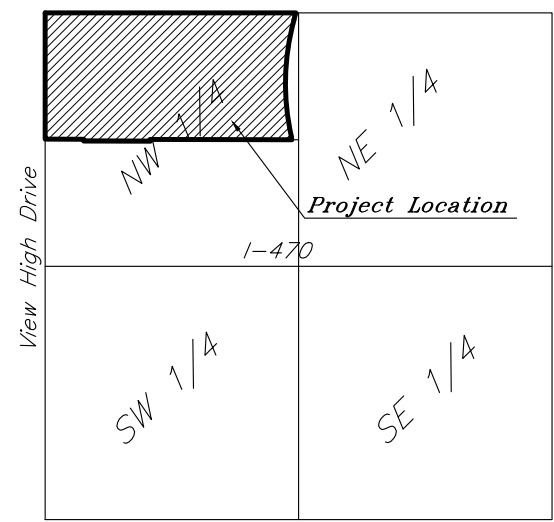 NW 1/4
NE 1/4
Project Location
View High Drive
I-470
SW 1/4
SE 1/4